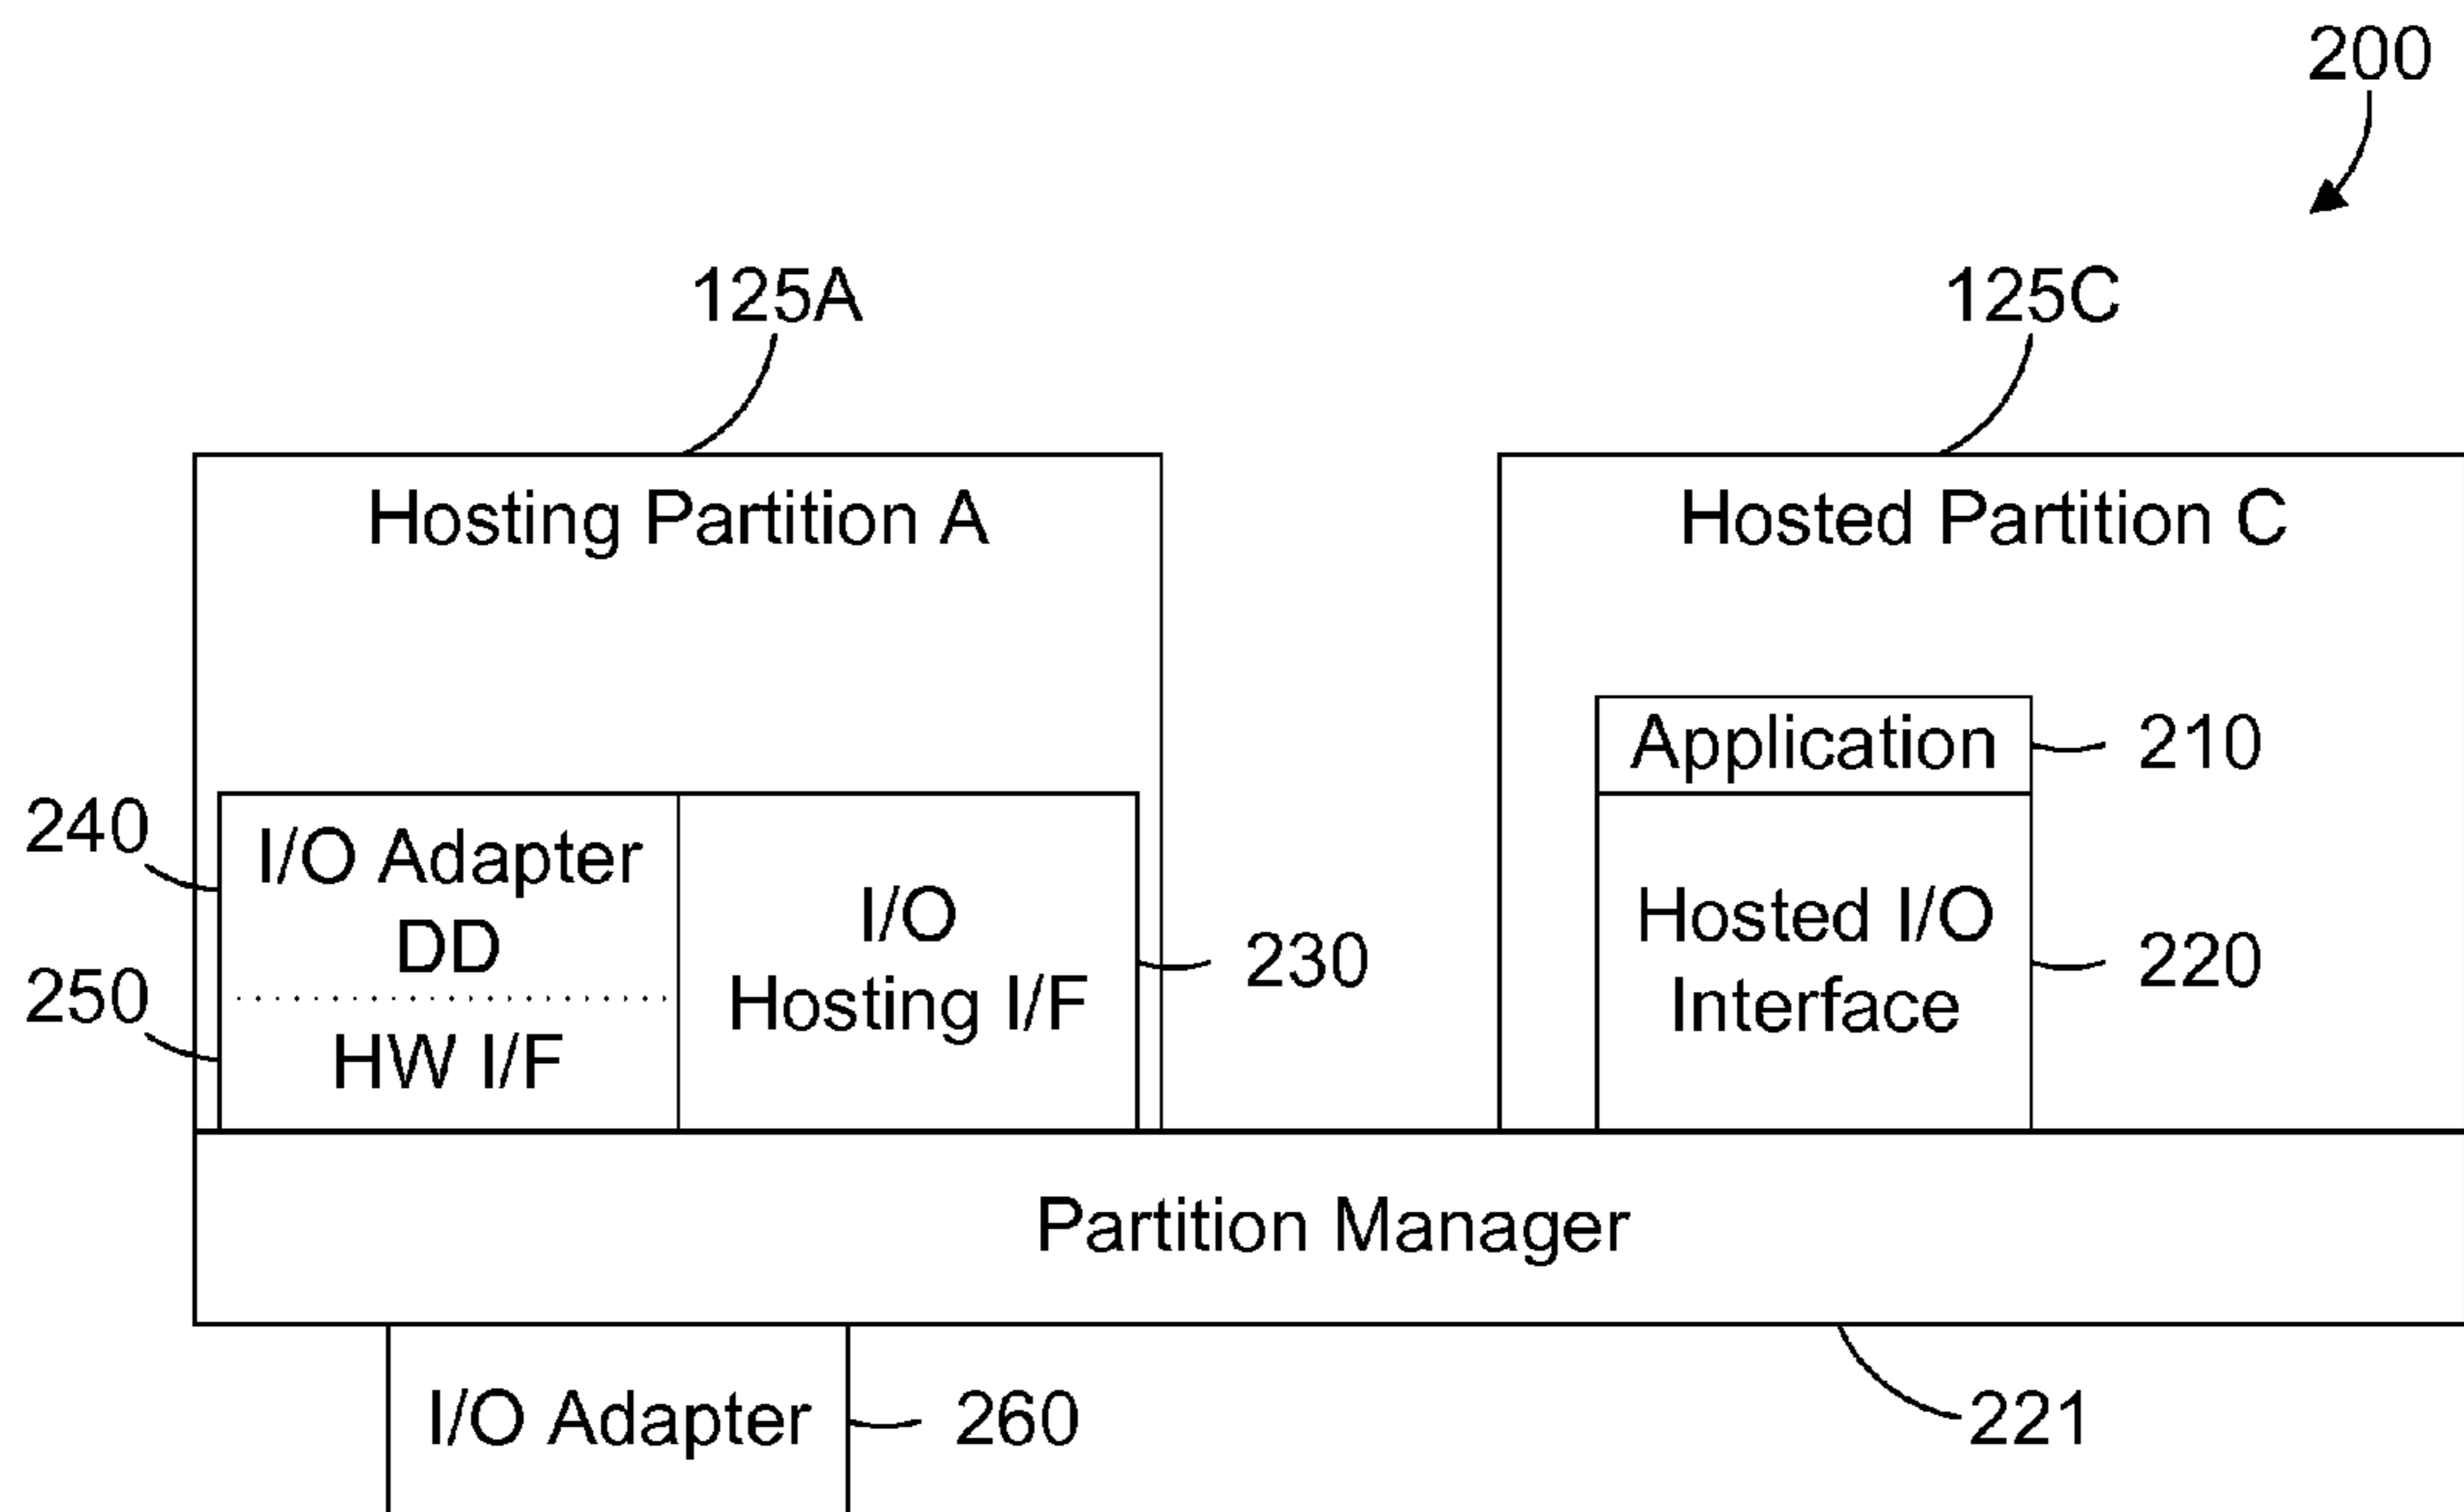 200
125A
125C
Hosting Partition A
Hosted Partition C
Application
210
240
I/O Adapter
DD
250
HW I/F
I/O
Hosting I/F
230
Hosted I/O
Interface
220
Partition Manager
I/O Adapter
260
221